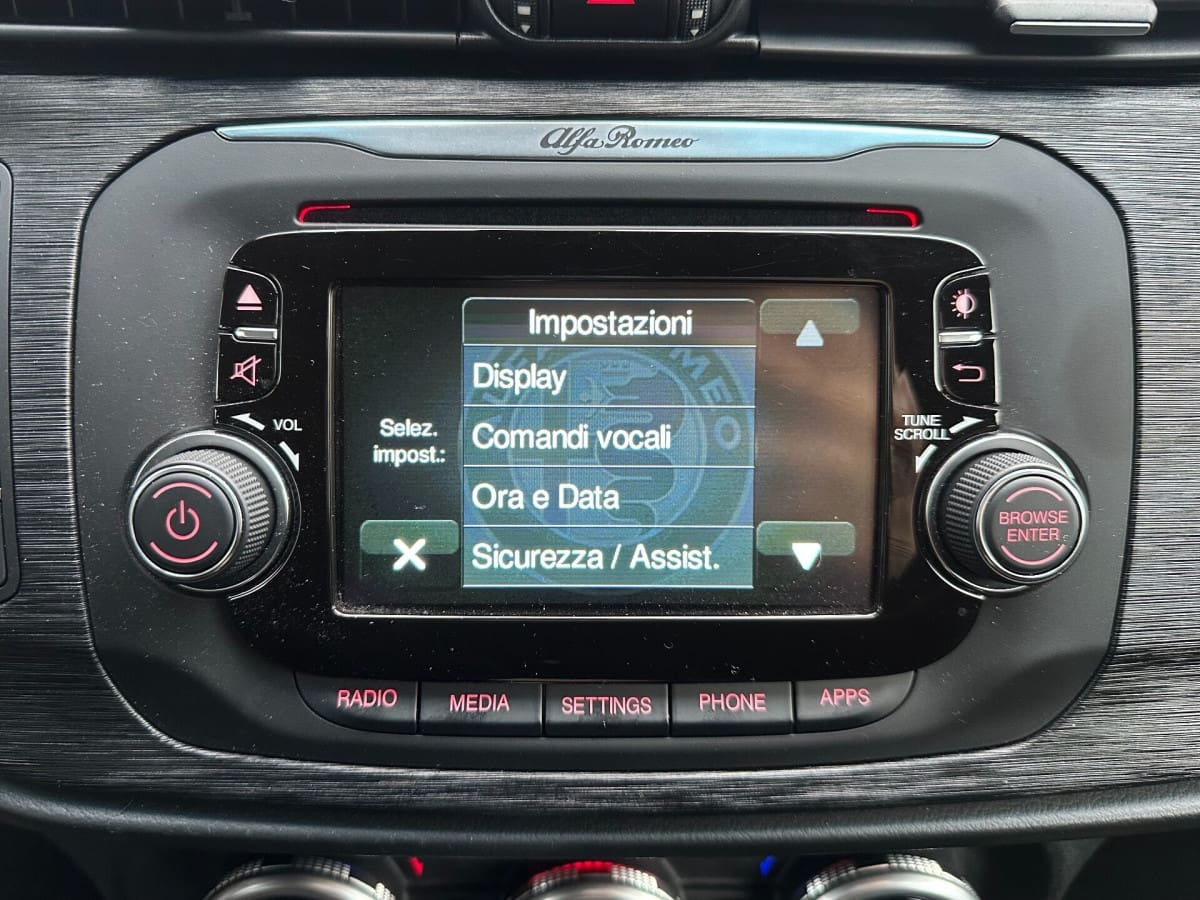 Alfa Romeo
Impostazioni
Display
Selez.
impost.:
Comandi vocali
Ora e Data
Sicurezza / Assist.
VOL
TUNE
SCROLL
BROWSE
ENTER
RADIO
MEDIA
SETTINGS
PHONE
APPS